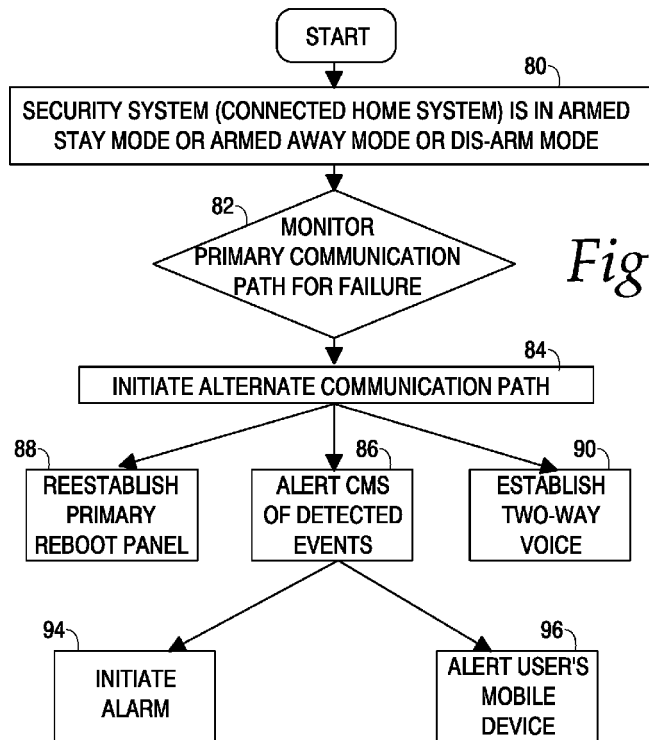 START
80
SECURITY SYSTEM (CONNECTED HOME SYSTEM) IS IN ARMED
STAY MODE OR ARMED AWAY MODE OR DIS-ARM MODE
82
MONITOR
PRIMARY COMMUNICATION
PATH FOR FAILURE
Fig
84
INITIATE ALTERNATE COMMUNICATION PATH
88
REESTABLISH
PRIMARY
REBOOT PANEL
86
ALERT CMS
OF DETECTED
EVENTS
90
ESTABLISH
TWO-WAY
VOICE
94
INITIATE
ALARM
96
ALERT USER'S
MOBILE
DEVICE